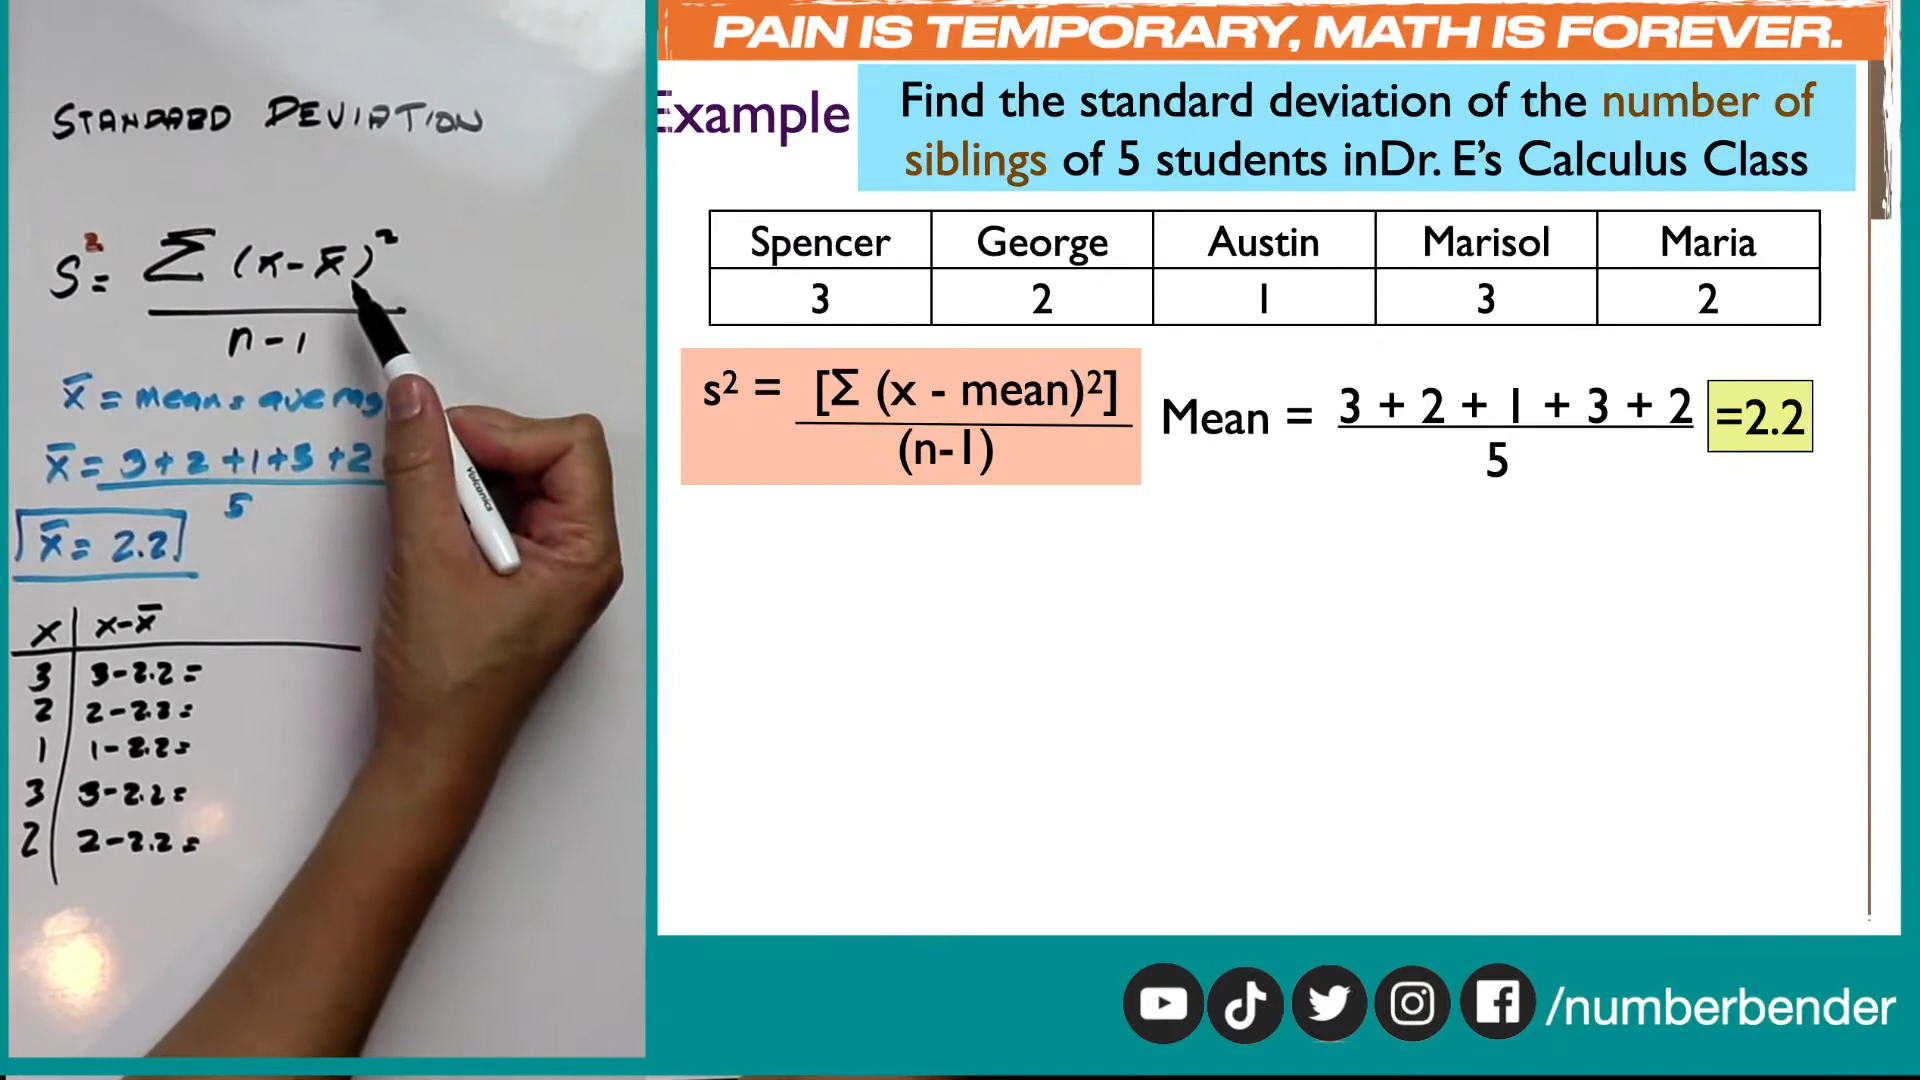 STANDARD DEVIATION
S² = Σ (x - x̄)²
n - 1
x̄ = mean = average
x̄ = 3 + 2 + 1 + 3 + 2
5
x̄ = 2.2
x | x - x̄
3 | 3 - 2.2 =
2 | 2 - 2.2 =
1 | 1 - 2.2 =
3 | 3 - 2.2 =
2 | 2 - 2.2 =
Volcanics
PAIN IS TEMPORARY, MATH IS FOREVER.
Example
Find the standard deviation of the number of
siblings of 5 students inDr. E's Calculus Class
Spencer George Austin Marisol Maria
3 2 1 3 2
s² = [Σ (x - mean)²]
(n-1)
Mean = 3 + 2 + 1 + 3 + 2 =2.2
5
/numberbender